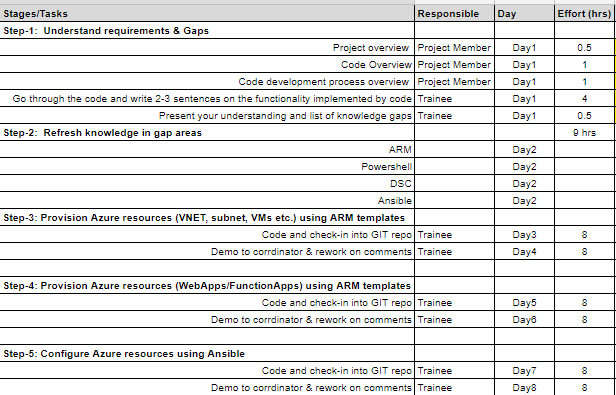 Stages/Tasks Responsible Day Effort (hrs)
Step-1: Understand requirements & Gaps
Project overview Project Member Day1 0.5
Code Overview Project Member Day1 1
Code development process overview Project Member Day1 1
Go through the code and write 2-3 sentences on the functionality implemented by code Trainee Day1 4
Present your understanding and list of knowledge gaps Trainee Day1 0.5
Step-2: Refresh knowledge in gap areas 9 hrs
ARM Day2
Powershell Day2
DSC Day2
Ansible Day2
Step-3: Provision Azure resources (VNET, subnet, VMs etc.) using ARM templates
Code and check-in into GIT repo Trainee Day3 8
Demo to corrdinator & rework on comments Trainee Day4 8
Step-4: Provision Azure resources (WebApps/FunctionApps) using ARM templates
Code and check-in into GIT repo Trainee Day5 8
Demo to corrdinator & rework on comments Trainee Day6 8
Step-5: Configure Azure resources using Ansible
Code and check-in into GIT repo Trainee Day7 8
Demo to corrdinator & rework on comments Trainee Day8 8